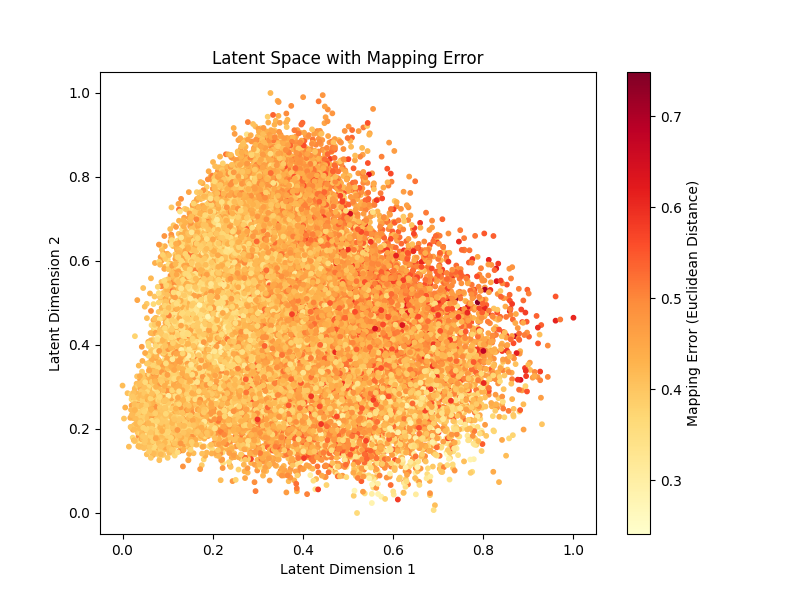 Latent Space with Mapping Error
1.0
0.8
0.6
0.4
0.2
0.0
Latent Dimension 2
0.0 0.2 0.4 0.6 0.8 1.0
Latent Dimension 1
0.7
0.6
0.5
0.4
0.3
Mapping Error (Euclidean Distance)